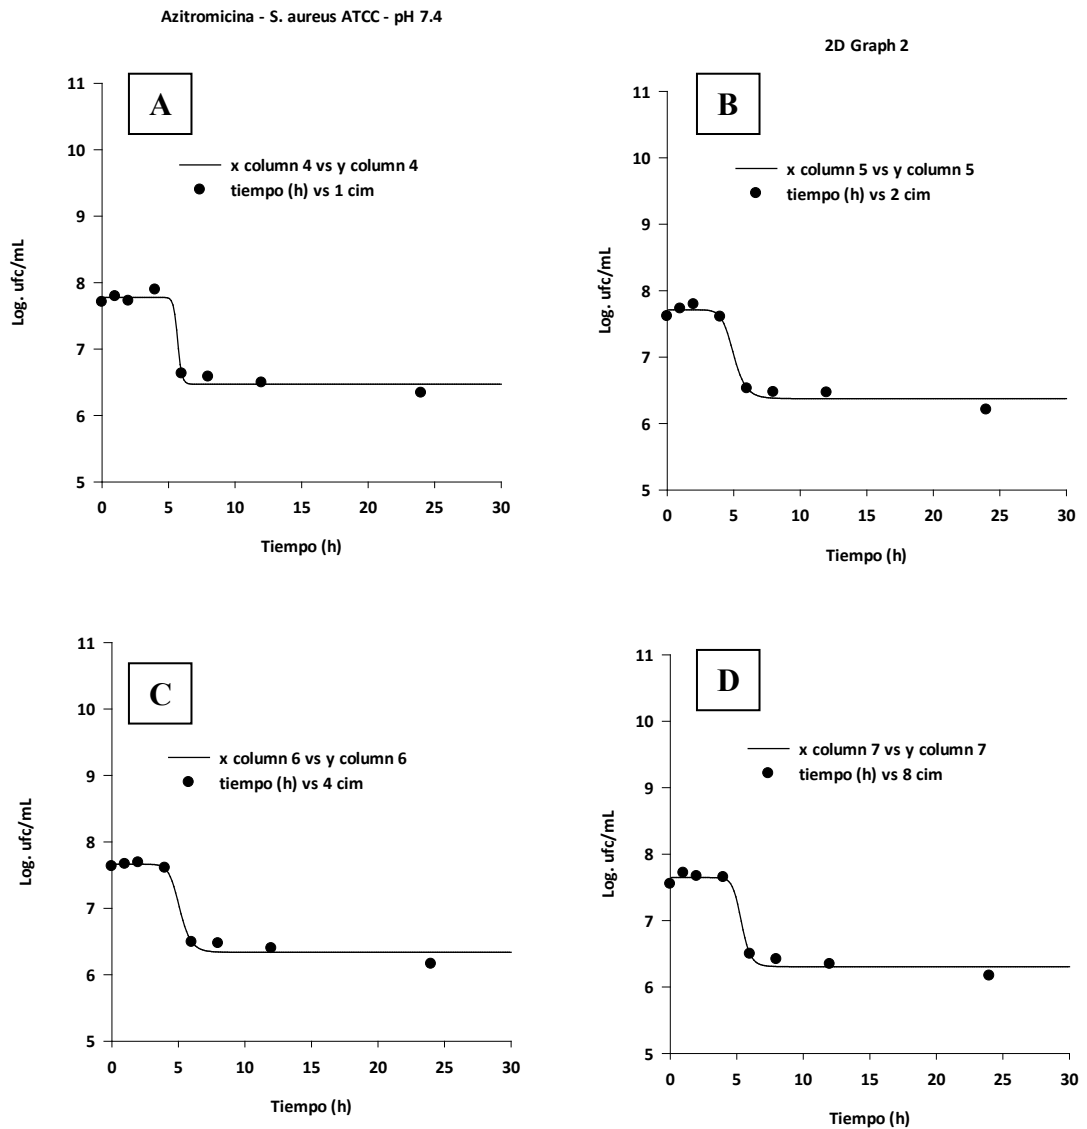 Azitromicina - S. aureus ATCC - pH 7.4
A
x column 4 vs y column 4
tiempo (h) vs 1 cim
Log. ufc/mL
11
10
9
8
7
6
5
0 5 10 15 20 25 30
Tiempo (h)
2D Graph 2
B
x column 5 vs y column 5
tiempo (h) vs 2 cim
Log. ufc/mL
11
10
9
8
7
6
5
0 5 10 15 20 25 30
Tiempo (h)
C
x column 6 vs y column 6
tiempo (h) vs 4 cim
Log. ufc/mL
11
10
9
8
7
6
5
0 5 10 15 20 25 30
Tiempo (h)
D
x column 7 vs y column 7
tiempo (h) vs 8 cim
Log. ufc/mL
11
10
9
8
7
6
5
0 5 10 15 20 25 30
Tiempo (h)